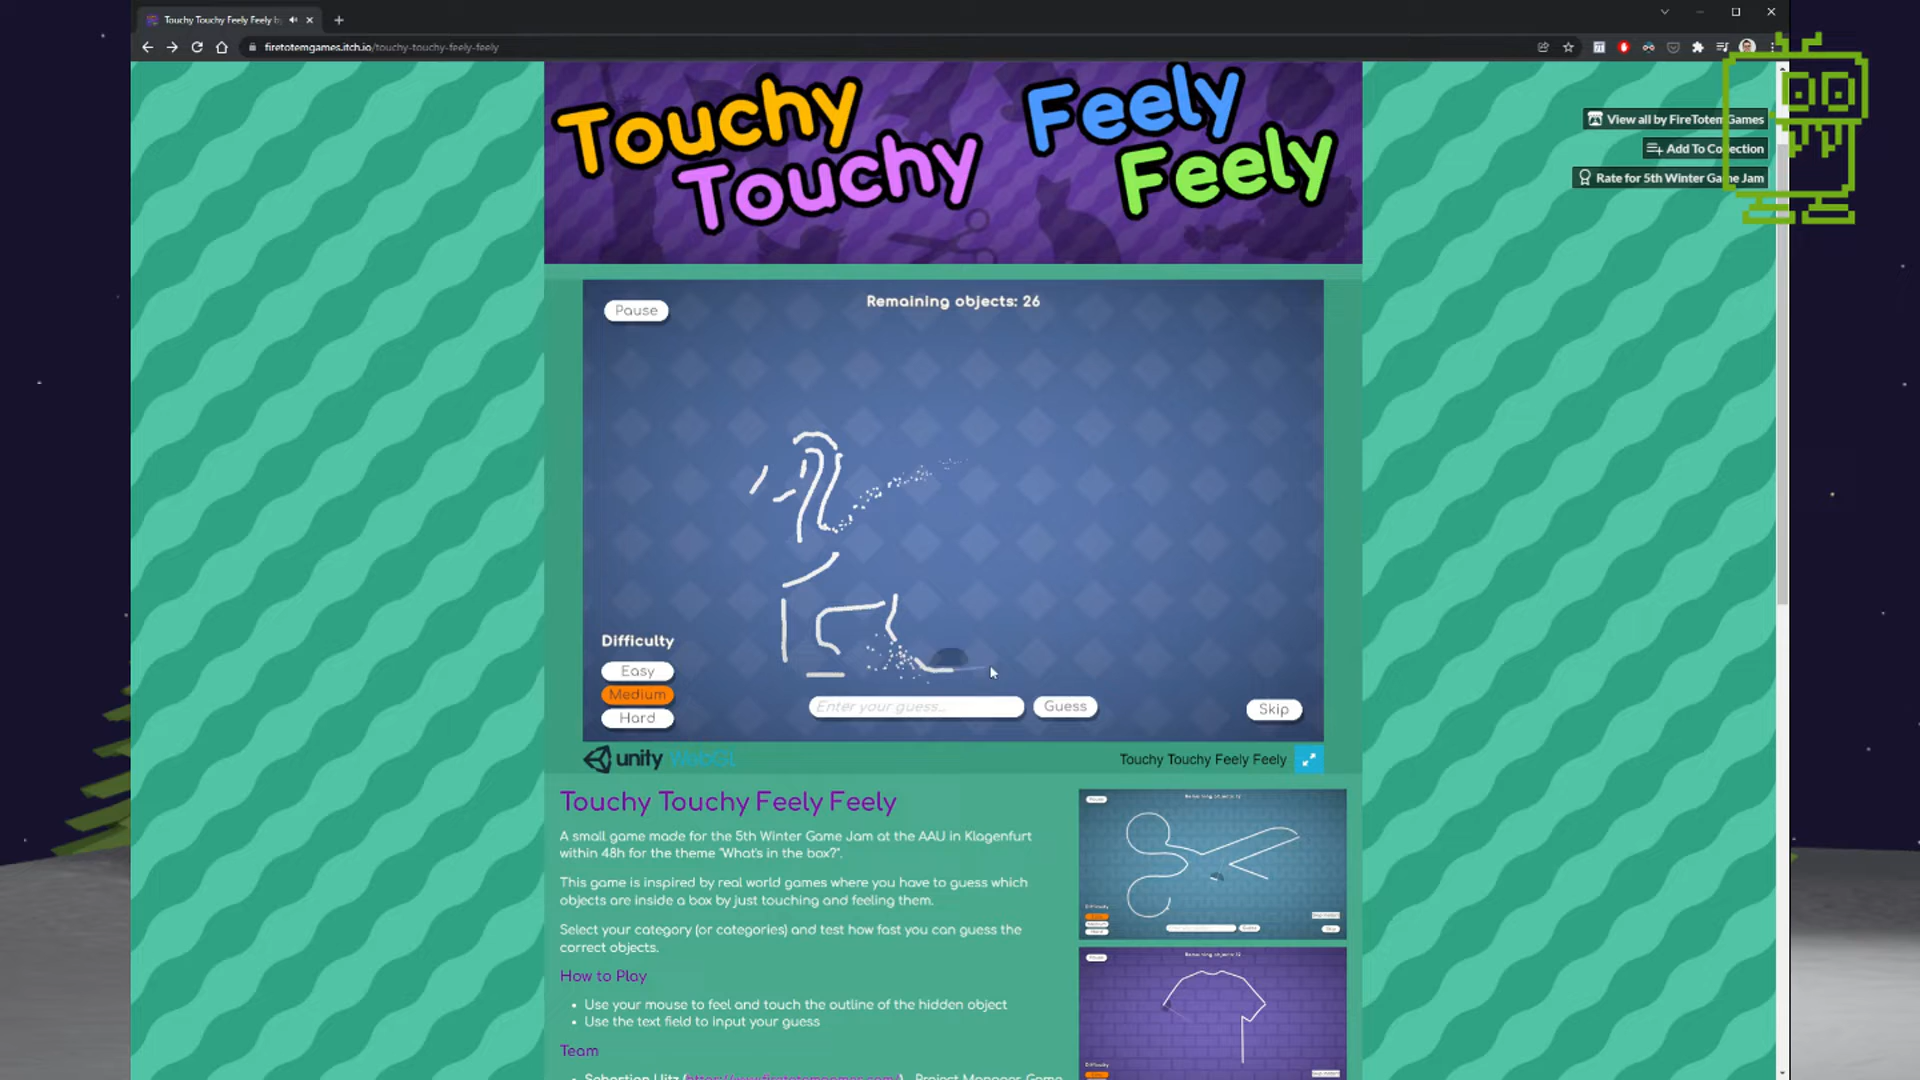 Touchy Touchy Feely Feely b
firetotemgames.itch.io/touchy-touchy-feely-feely
Touchy Feely
Touchy Feely
View all by FireTotemGames
Add To Collection
Rate for 5th Winter Game Jam
Pause
Remaining objects: 26
Difficulty
Easy
Medium
Hard
Enter your guess...
Guess
Skip
unity WebGL
Touchy Touchy Feely Feely
Touchy Touchy Feely Feely
A small game made for the 5th Winter Game Jam at the AAU in Klagenfurt
within 48h for the theme "What's in the box?".
This game is inspired by real world games where you have to guess which
objects are inside a box by just touching and feeling them.
Select your category (or categories) and test how fast you can guess the
correct objects.
How to Play
Use your mouse to feel and touch the outline of the hidden object
Use the text field to input your guess
Team